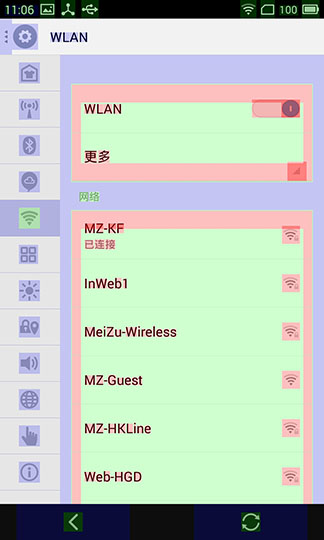 11:06
100
WLAN
WLAN
更多
网络
MZ-KF
已连接
InWeb1
MeiZu-Wireless
MZ-Guest
MZ-HKLine
Web-HGD